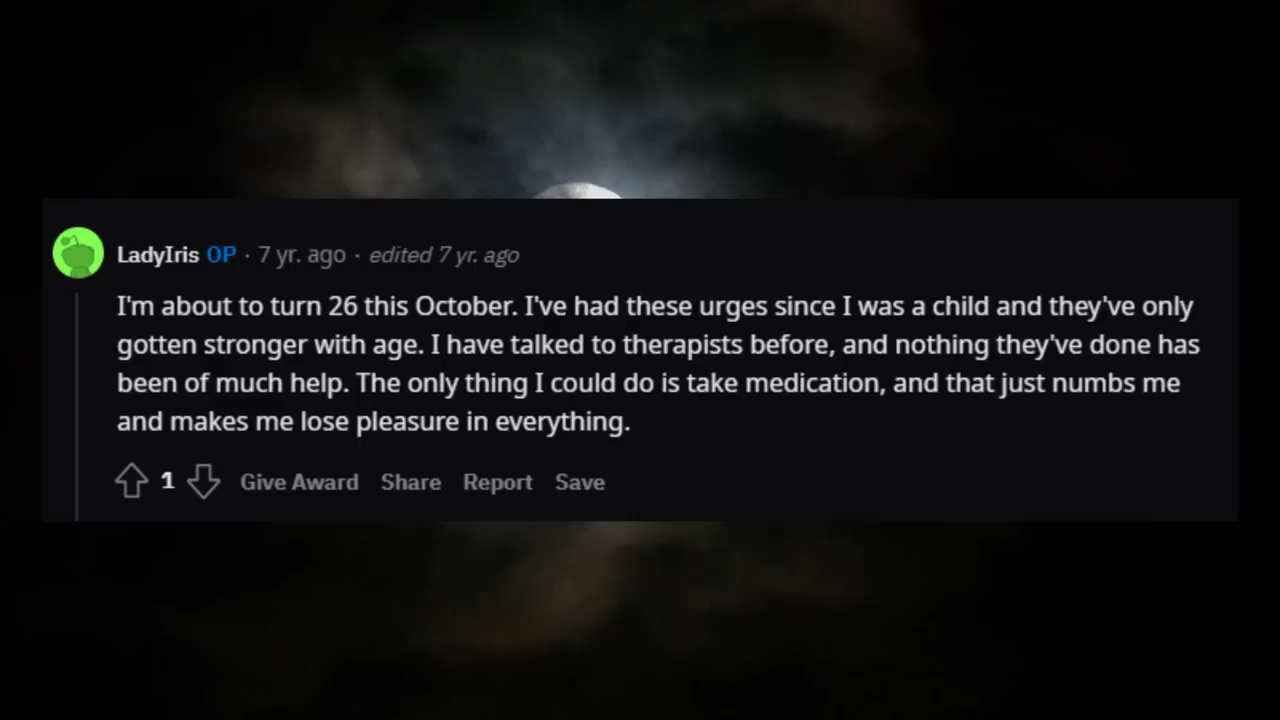 LadyIris OP · 7 yr. ago · edited 7 yr. ago
I'm about to turn 26 this October. I've had these urges since I was a child and they've only
gotten stronger with age. I have talked to therapists before, and nothing they've done has
been of much help. The only thing I could do is take medication, and that just numbs me
and makes me lose pleasure in everything.
1 Give Award Share Report Save